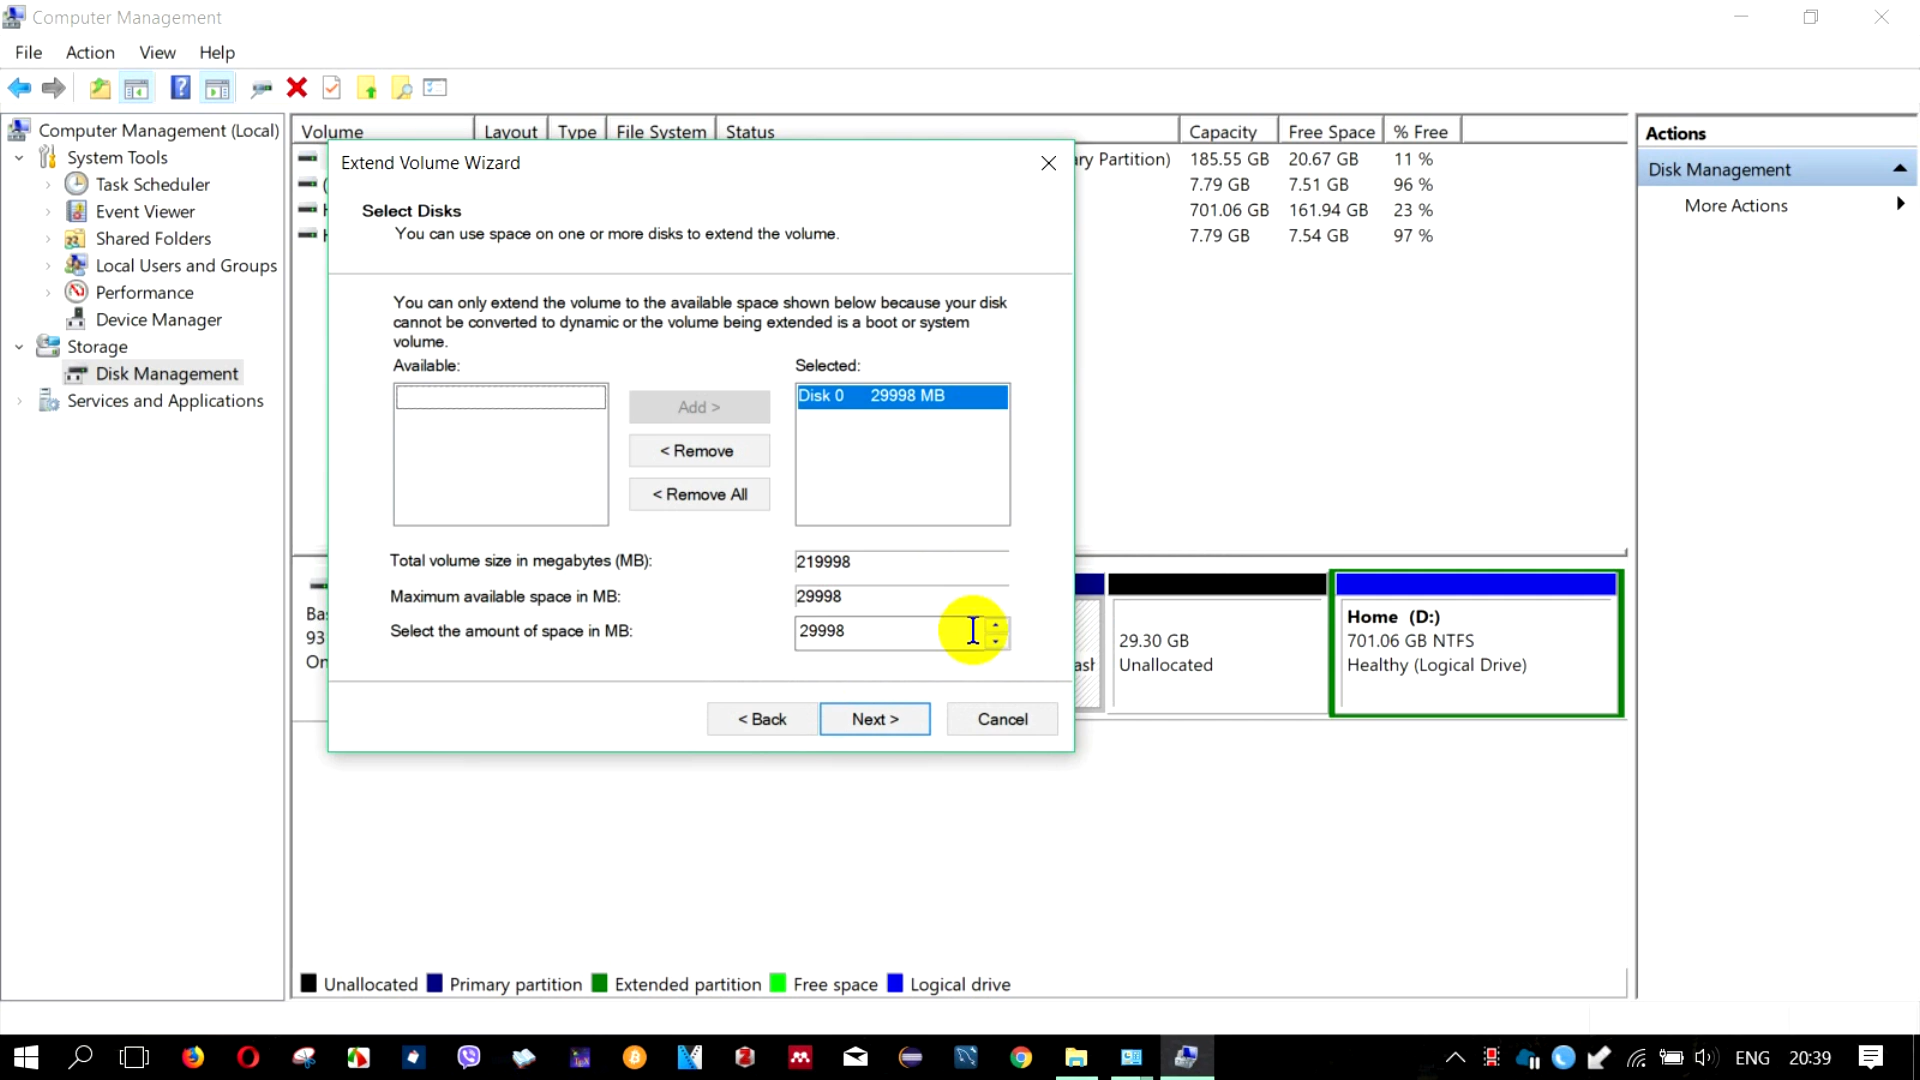 Computer Management
File Action View Help
Computer Management (Local)
System Tools
Task Scheduler
Event Viewer
Shared Folders
Local Users and Groups
Performance
Device Manager
Storage
Disk Management
Services and Applications
Volume Layout Type File System Status Capacity Free Space % Free
ry Partition) 185.55 GB 20.67 GB 11 %
( 7.79 GB 7.51 GB 96 %
701.06 GB 161.94 GB 23 %
7.79 GB 7.54 GB 97 %
Extend Volume Wizard
Select Disks
You can use space on one or more disks to extend the volume.
You can only extend the volume to the available space shown below because your disk
cannot be converted to dynamic or the volume being extended is a boot or system
volume.
Available: Selected:
Disk 0 29998 MB
Add >
< Remove
< Remove All
Total volume size in megabytes (MB): 219998
Maximum available space in MB: 29998
Select the amount of space in MB: 29998
< Back Next > Cancel
Ba
93
On
29.30 GB
Unallocated
Home (D:)
701.06 GB NTFS
Healthy (Logical Drive)
Unallocated Primary partition Extended partition Free space Logical drive
Actions
Disk Management
More Actions
ENG 20:39